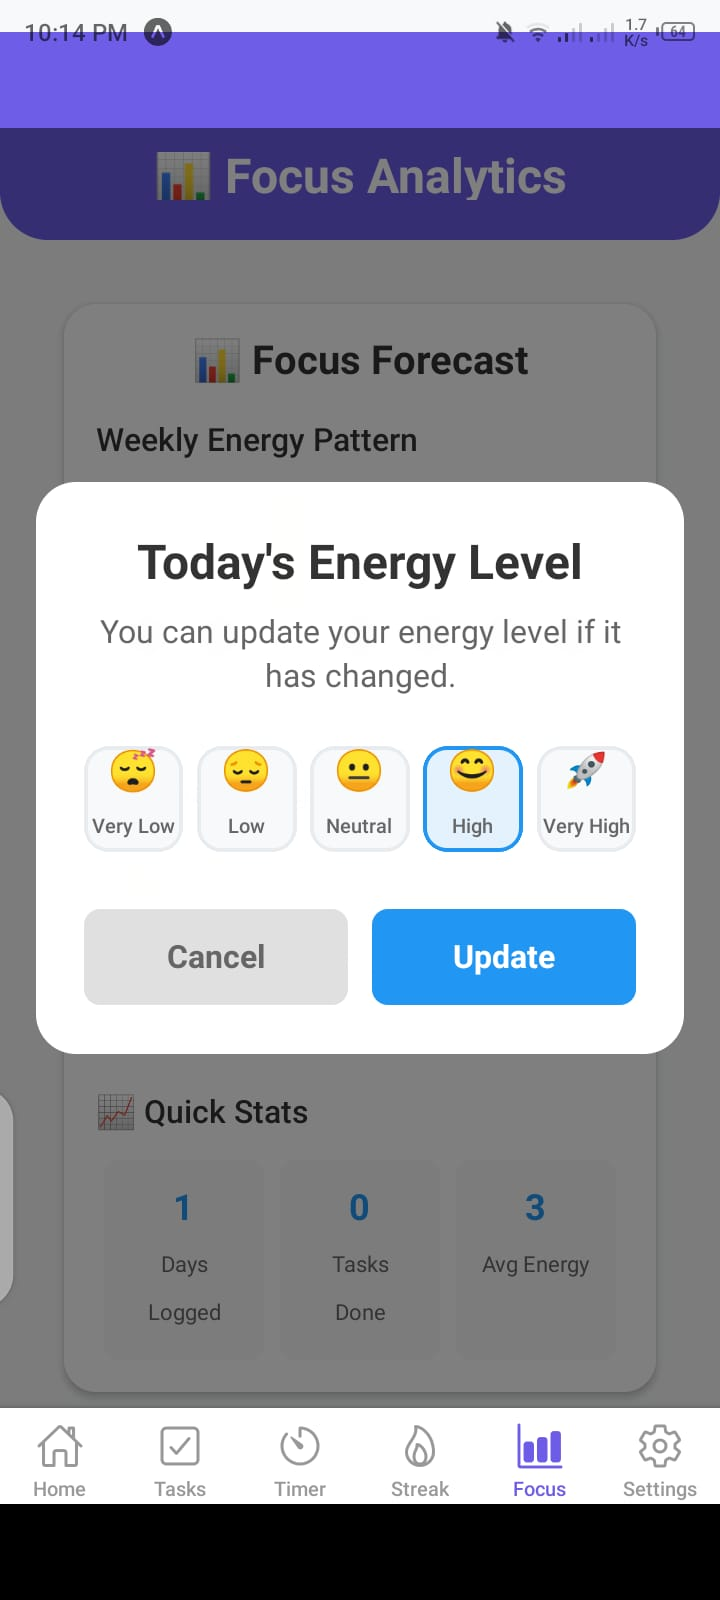 10:14 PM
1.7
K/s
64
📊 Focus Analytics
📊 Focus Forecast
Weekly Energy Pattern
Today's Energy Level
You can update your energy level if it
has changed.
Very Low
Low
Neutral
High
Very High
Cancel
Update
📈 Quick Stats
1
0
3
Days
Logged
Tasks
Done
Avg Energy
Home
Tasks
Timer
Streak
Focus
Settings